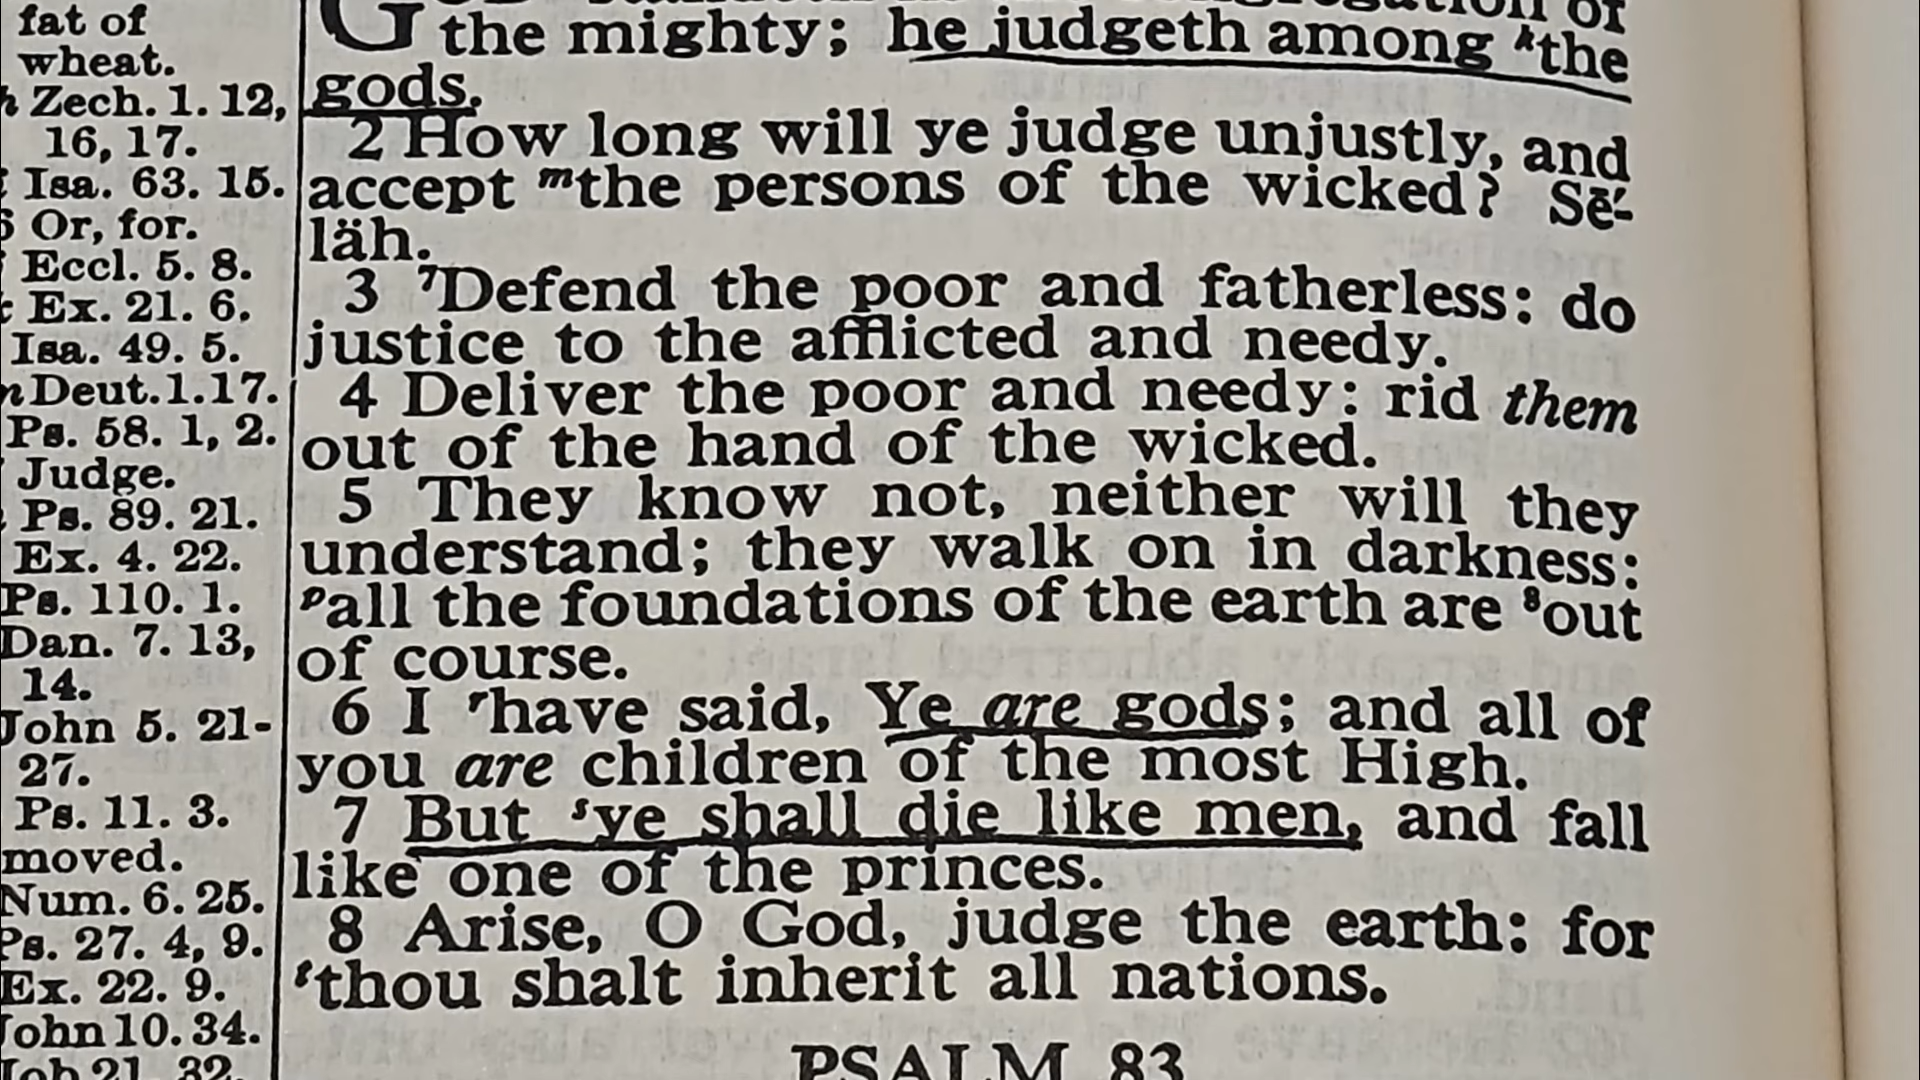 fat of
wheat.
h Zech. 1. 12,
16, 17.
Isa. 63. 15.
6 Or, for.
Eccl. 5. 8.
Ex. 21. 6.
Isa. 49. 5.
n Deut. 1. 17.
Ps. 58. 1, 2.
Judge.
Ps. 89. 21.
Ex. 4. 22.
Ps. 110. 1.
Dan. 7. 13,
14.
John 5. 21-
27.
Ps. 11. 3.
moved.
Num. 6. 25.
Ps. 27. 4, 9.
Ex. 22. 9.
John 10. 34.
Job 21. 32.
of
the mighty; he judgeth among k the
gods.
2 How long will ye judge unjustly, and
accept m the persons of the wicked? Sē´-
läh.
3 7 Defend the poor and fatherless: do
justice to the afflicted and needy.
4 Deliver the poor and needy: rid them
out of the hand of the wicked.
5 They know not, neither will they
understand; they walk on in darkness:
p all the foundations of the earth are 8 out
of course.
6 I r have said, Ye are gods; and all of
you are children of the most High.
7 But s ye shall die like men, and fall
like one of the princes.
8 Arise, O God, judge the earth: for
t thou shalt inherit all nations.
PSALM 83